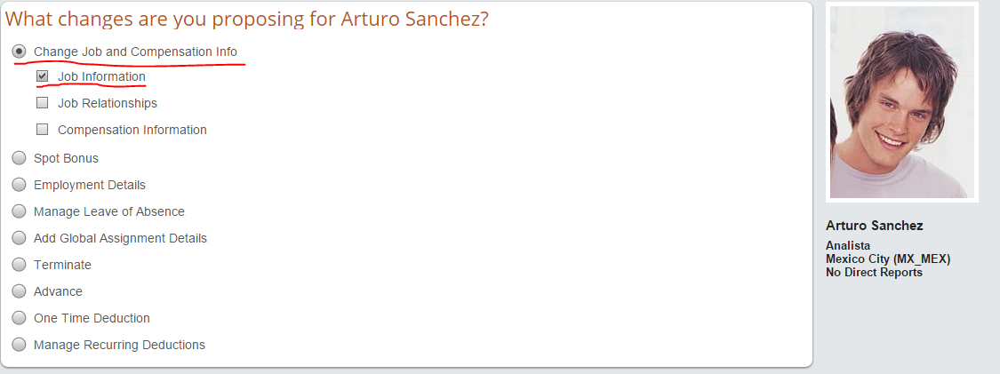 What changes are you proposing for Arturo Sanchez?
Change Job and Compensation Info
Job Information
Job Relationships
Compensation Information
Spot Bonus
Employment Details
Manage Leave of Absence
Add Global Assignment Details
Terminate
Advance
One Time Deduction
Manage Recurring Deductions
Arturo Sanchez
Analista
Mexico City (MX_MEX)
No Direct Reports